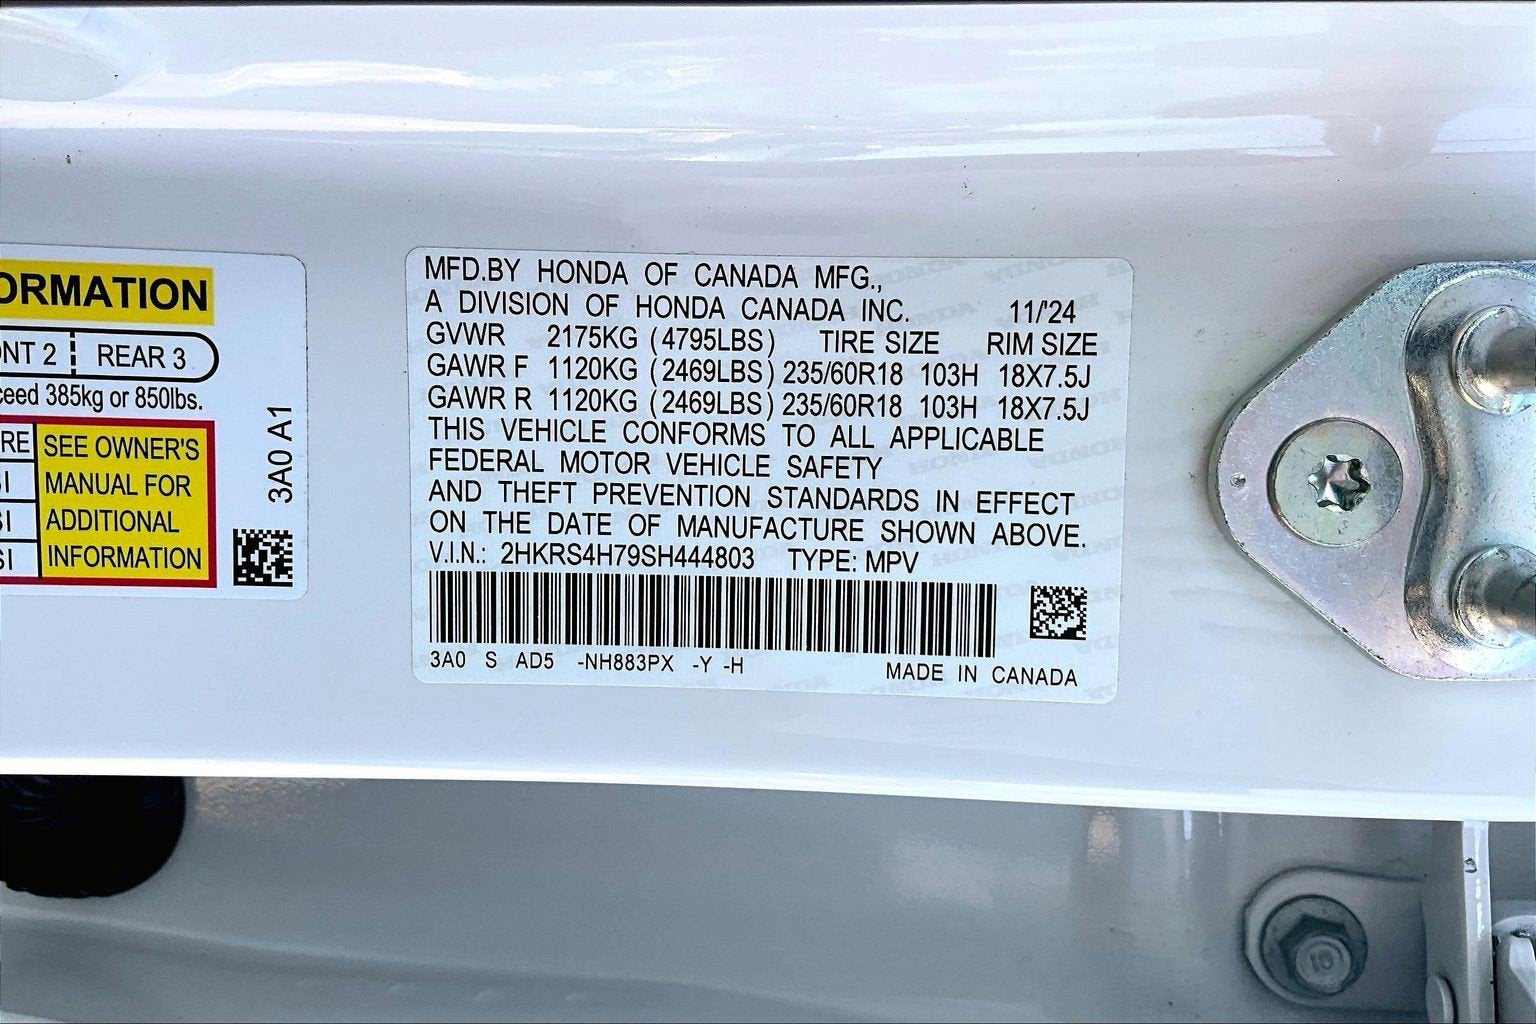 ORMATION
NT 2 REAR 3
ceed 385kg or 850lbs.
RE SEE OWNER'S
MANUAL FOR
ADDITIONAL
INFORMATION
3A0 A1
MFD.BY HONDA OF CANADA MFG.,
A DIVISION OF HONDA CANADA INC. 11/'24
GVWR 2175KG (4795LBS) TIRE SIZE RIM SIZE
GAWR F 1120KG (2469LBS) 235/60R18 103H 18X7.5J
GAWR R 1120KG (2469LBS) 235/60R18 103H 18X7.5J
THIS VEHICLE CONFORMS TO ALL APPLICABLE
FEDERAL MOTOR VEHICLE SAFETY
AND THEFT PREVENTION STANDARDS IN EFFECT
ON THE DATE OF MANUFACTURE SHOWN ABOVE.
V.I.N.: 2HKRS4H79SH444803 TYPE: MPV
3A0 S AD5 -NH883PX -Y -H MADE IN CANADA
10